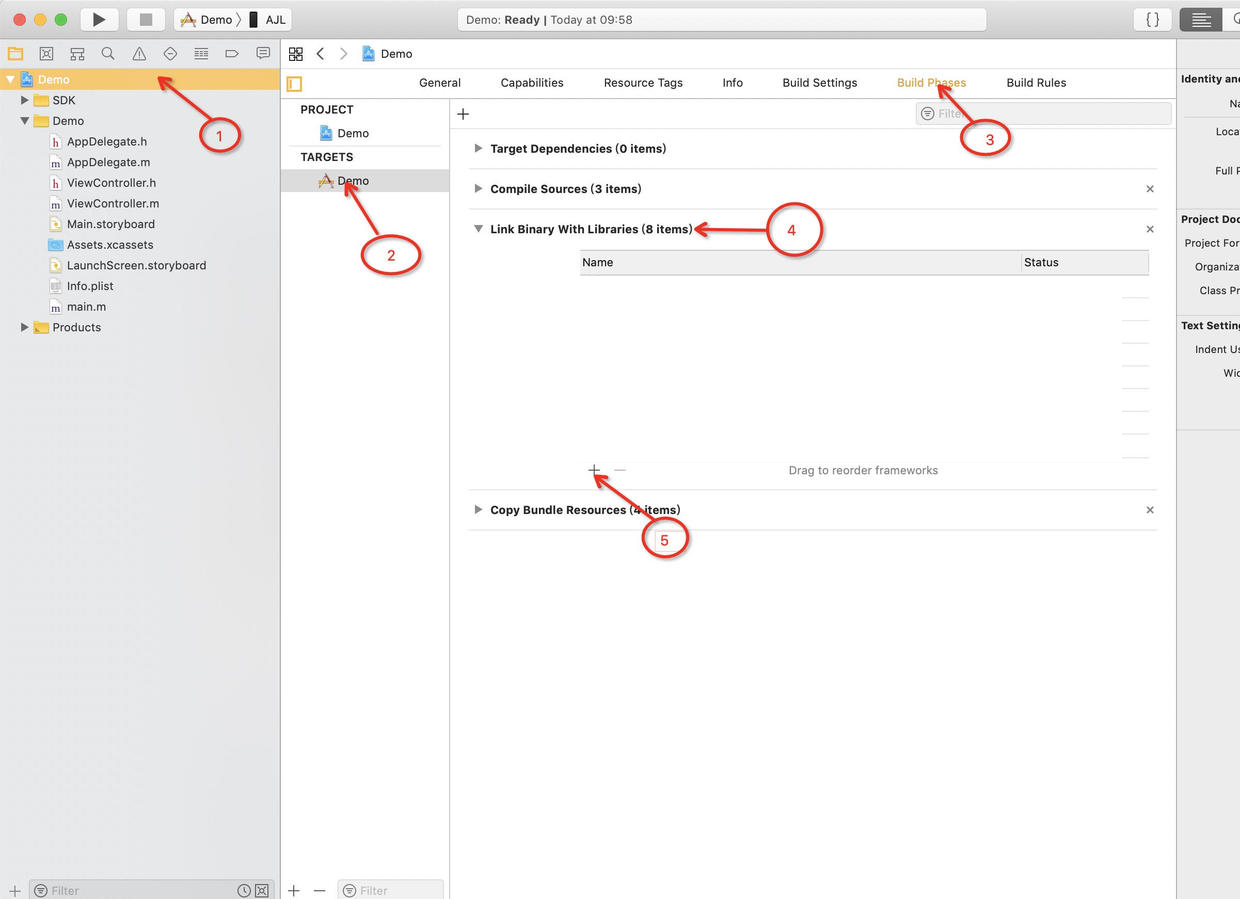 Demo 〉 AJL
Demo: Ready | Today at 09:58
{ }
Demo
SDK
Demo
h AppDelegate.h
m AppDelegate.m
h ViewController.h
m ViewController.m
Main.storyboard
Assets.xcassets
LaunchScreen.storyboard
Info.plist
m main.m
Products
Filter
1
Demo
General Capabilities Resource Tags Info Build Settings Build Phases Build Rules
PROJECT
Demo
TARGETS
Demo
2
Filter
+ Filter
3
Target Dependencies (0 items)
Compile Sources (3 items) ×
Link Binary With Libraries (8 items) ×
4
Name Status
+ — Drag to reorder frameworks
Copy Bundle Resources (4 items) ×
5
Identity an
Na
Loca
Full P
Project Doc
Project For
Organiza
Class Pr
Text Setting
Indent Us
Wid